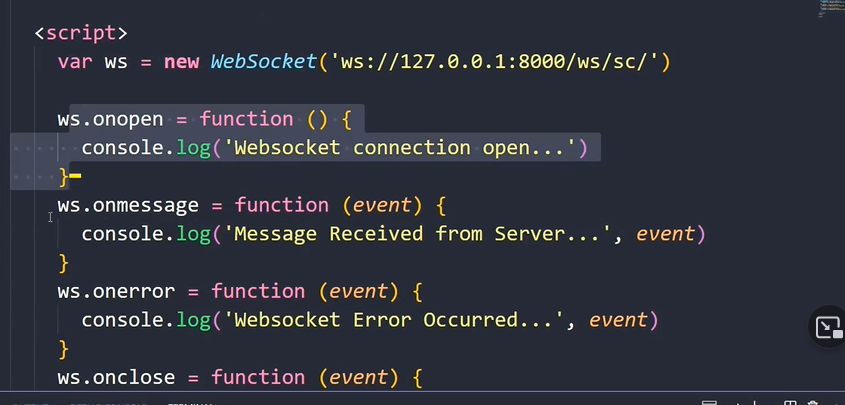 <script>
var ws = new WebSocket('ws://127.0.0.1:8000/ws/sc/')
ws.onopen = function () {
console.log('Websocket connection open...')
}
ws.onmessage = function (event) {
console.log('Message Received from Server...', event)
}
ws.onerror = function (event) {
console.log('Websocket Error Occurred...', event)
}
ws.onclose = function (event) {